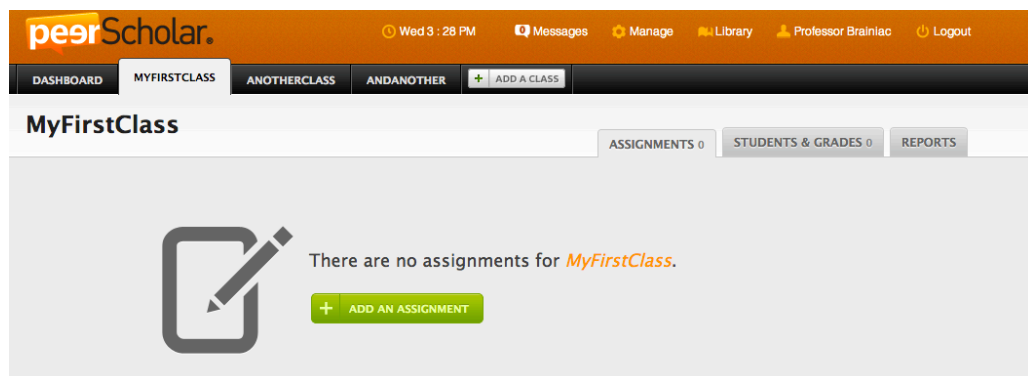 peerScholar.
Wed 3 : 28 PM 0 Messages Manage Library Professor Brainiac Logout
DASHBOARD MYFIRSTCLASS ANOTHERCLASS ANDANOTHER + ADD A CLASS
MyFirstClass
ASSIGNMENTS 0 STUDENTS & GRADES 0 REPORTS
There are no assignments for MyFirstClass.
+ ADD AN ASSIGNMENT